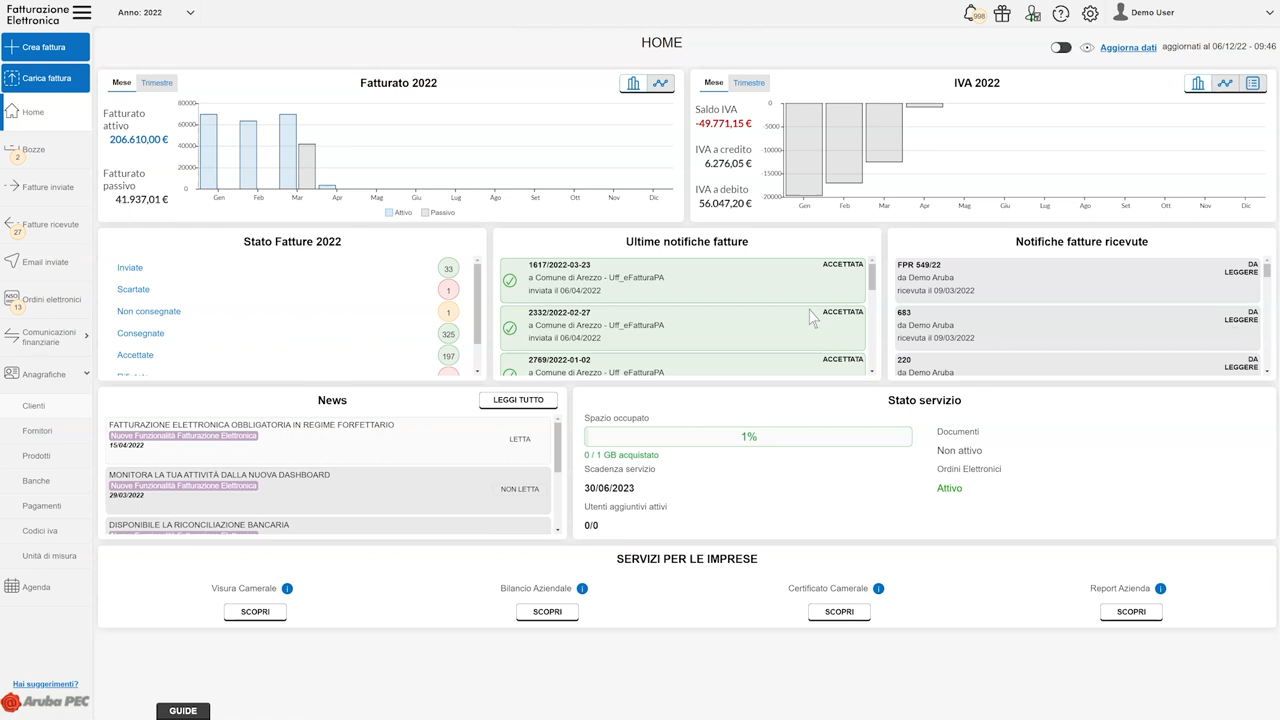 Fatturazione
Elettronica
Anno: 2022
998
Demo User
Crea fattura
Carica fattura
Home
Bozze
2
Fatture inviate
Fatture ricevute
27
Email inviate
NSO
Ordini elettronici
13
Comunicazioni
finanziarie
Anagrafiche
Clienti
Fornitori
Prodotti
Banche
Pagamenti
Codici iva
Unità di misura
Agenda
Hai suggerimenti?
Aruba PEC
HOME
Aggiorna dati aggiornati al 06/12/22 - 09:46
Mese Trimestre
Fatturato 2022
Fatturato
attivo
206.610,00 €
Fatturato
passivo
41.937,01 €
80000
60000
40000
20000
0
Gen Feb Mar Apr Mag Giu Lug Ago Set Ott Nov Dic
Attivo Passivo
Mese Trimestre
IVA 2022
Saldo IVA
-49.771,15 €
IVA a credito
6.276,05 €
IVA a debito
56.047,20 €
0
-5000
-10000
-15000
-20000
Gen Feb Mar Apr Mag Giu Lug Ago Set Ott Nov Dic
Stato Fatture 2022
Inviate 33
Scartate 1
Non consegnate 1
Consegnate 325
Accettate 197
Ultime notifiche fatture
1617/2022-03-23 ACCETTATA
a Comune di Arezzo - Uff_eFatturaPA
inviata il 06/04/2022
2332/2022-02-27 ACCETTATA
a Comune di Arezzo - Uff_eFatturaPA
inviata il 06/04/2022
2769/2022-01-02 ACCETTATA
a Comune di Arezzo - Uff_eFatturaPA
Notifiche fatture ricevute
FPR 549/22 DA
LEGGERE
da Demo Aruba
ricevuta il 09/03/2022
683 DA
LEGGERE
da Demo Aruba
ricevuta il 09/03/2022
220 DA
LEGGERE
da Demo Aruba
News
LEGGI TUTTO
FATTURAZIONE ELETTRONICA OBBLIGATORIA IN REGIME FORFETTARIO
Nuove Funzionalità Fatturazione Elettronica
15/04/2022
LETTA
MONITORA LA TUA ATTIVITÀ DALLA NUOVA DASHBOARD
Nuove Funzionalità Fatturazione Elettronica
29/03/2022
NON LETTA
DISPONIBILE LA RICONCILIAZIONE BANCARIA
Stato servizio
Spazio occupato
1%
0 / 1 GB acquistato
Scadenza servizio
30/06/2023
Utenti aggiuntivi attivi
0/0
Documenti
Non attivo
Ordini Elettronici
Attivo
SERVIZI PER LE IMPRESE
Visura Camerale i
SCOPRI
Bilancio Aziendale i
SCOPRI
Certificato Camerale i
SCOPRI
Report Azienda i
SCOPRI
GUIDE